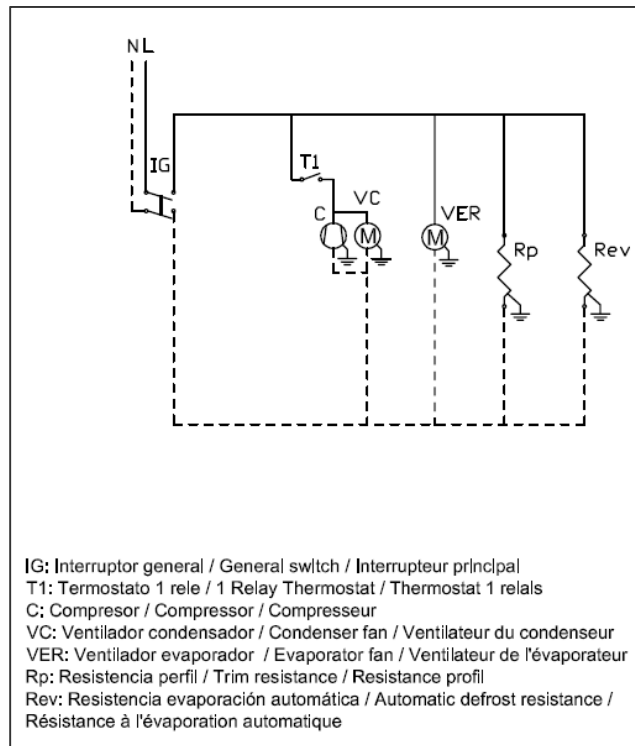 NL
IG
T1
C
VC
M
VER
M
Rp
Rev
IG: Interruptor general / General switch / Interrupteur principal
T1: Termostato 1 rele / 1 Relay Thermostat / Thermostat 1 relais
C: Compresor / Compressor / Compresseur
VC: Ventilador condensador / Condenser fan / Ventilateur du condenseur
VER: Ventilador evaporador / Evaporator fan / Ventilateur de l'évaporateur
Rp: Resistencia perfil / Trim resistance / Resistance profil
Rev: Resistencia evaporación automática / Automatic defrost resistance /
Résistance à l'évaporation automatique